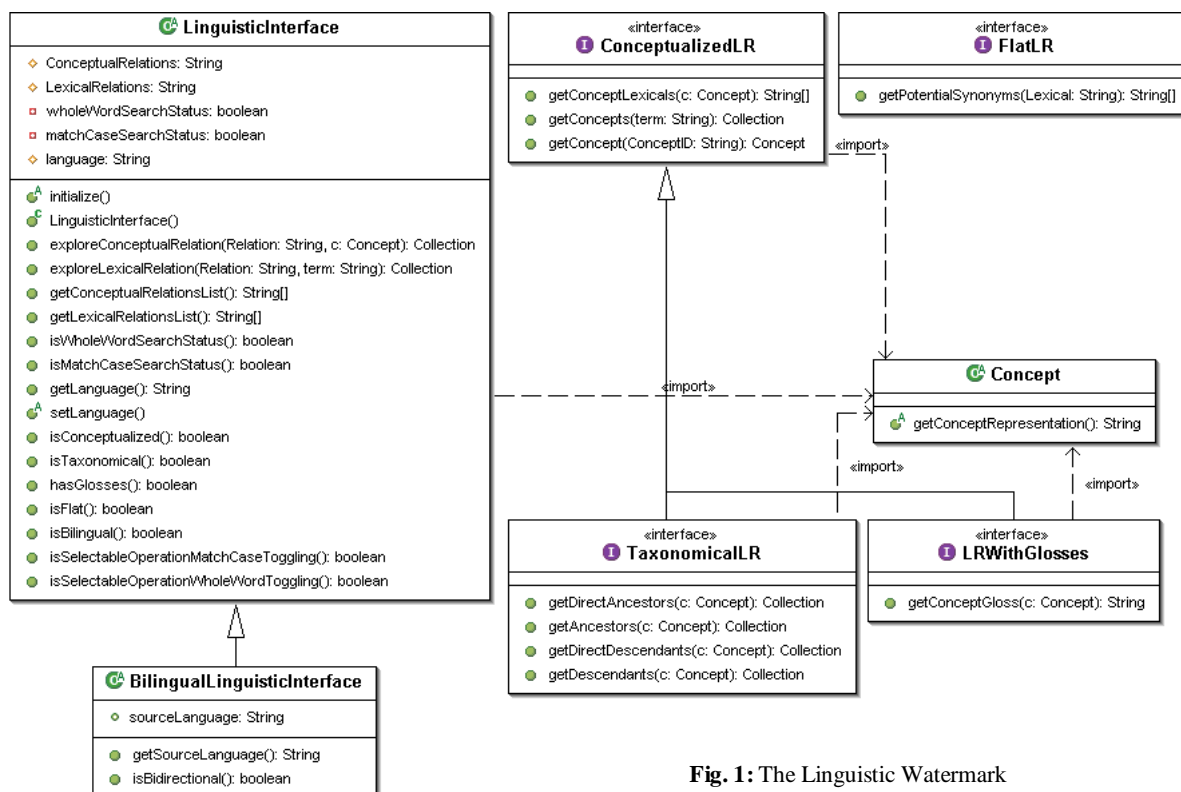 LinguisticInterface
ConceptualRelations: String
LexicalRelations: String
wholeWordSearchStatus: boolean
matchCaseSearchStatus: boolean
language: String
initialize()
LinguisticInterface()
exploreConceptualRelation(Relation: String, c: Concept): Collection
exploreLexicalRelation(Relation: String, term: String): Collection
getConceptualRelationsList(): String[]
getLexicalRelationsList(): String[]
isWholeWordSearchStatus(): boolean
isMatchCaseSearchStatus(): boolean
getLanguage(): String
setLanguage()
isConceptualized(): boolean
isTaxonomical(): boolean
hasGlosses(): boolean
isFlat(): boolean
isBilingual(): boolean
isSelectableOperationMatchCaseToggling(): boolean
isSelectableOperationWholeWordToggling(): boolean
BilingualLinguisticInterface
sourceLanguage: String
getSourceLanguage(): String
isBidirectional(): boolean
«interface»
ConceptualizedLR
getConceptLexicals(c: Concept): String[]
getConcepts(term: String): Collection
getConcept(ConceptID: String): Concept
«interface»
FlatLR
getPotentialSynonyms(Lexical: String): String[]
«import»
«import»
Concept
getConceptRepresentation(): String
«import»
«import»
«interface»
TaxonomicalLR
getDirectAncestors(c: Concept): Collection
getAncestors(c: Concept): Collection
getDirectDescendants(c: Concept): Collection
getDescendants(c: Concept): Collection
«interface»
LRWithGlosses
getConceptGloss(c: Concept): String
Fig. 1: The Linguistic Watermark